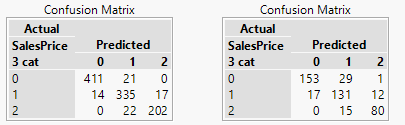 Confusion Matrix
Actual
SalesPrice Predicted
3 cat 0 1 2
0 411 21 0
1 14 335 17
2 0 22 202
Confusion Matrix
Actual
SalesPrice Predicted
3 cat 0 1 2
0 153 29 1
1 17 131 12
2 0 15 80